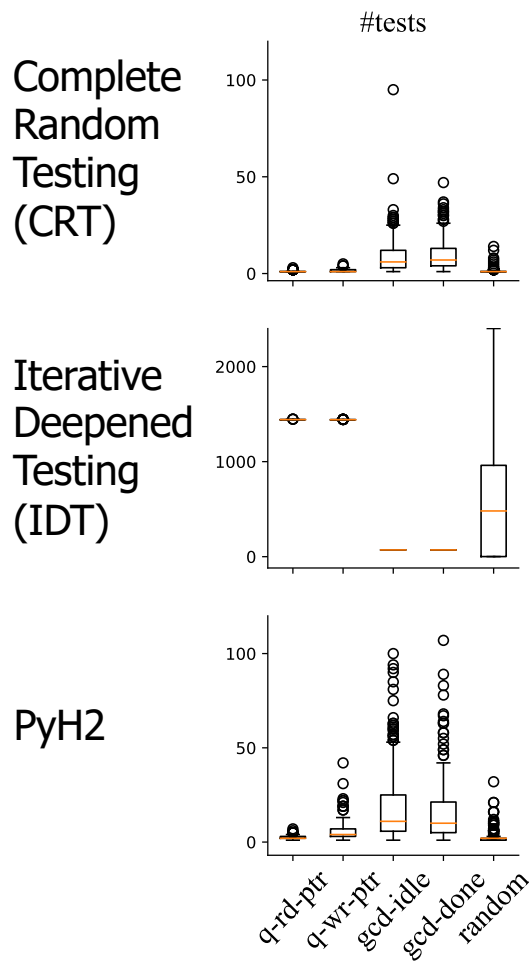 #tests
Complete
Random
Testing
(CRT)
100
50
0
Iterative
Deepened
Testing
(IDT)
2000
1000
0
PyH2
100
50
0
q-rd-ptr
q-wr-ptr
gcd-idle
gcd-done
random